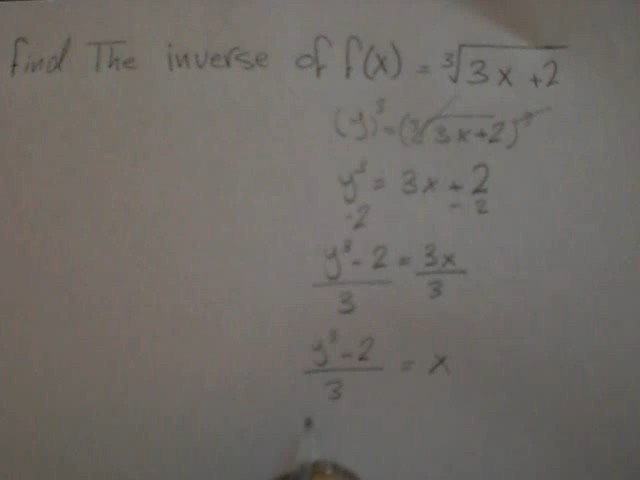 find The inverse of f(x) = ∛3x+2
(y)³ = (∛3x+2)³
y³ = 3x + 2
-2 - 2
y³ - 2 = 3x
3 3
y³ - 2 = x
3